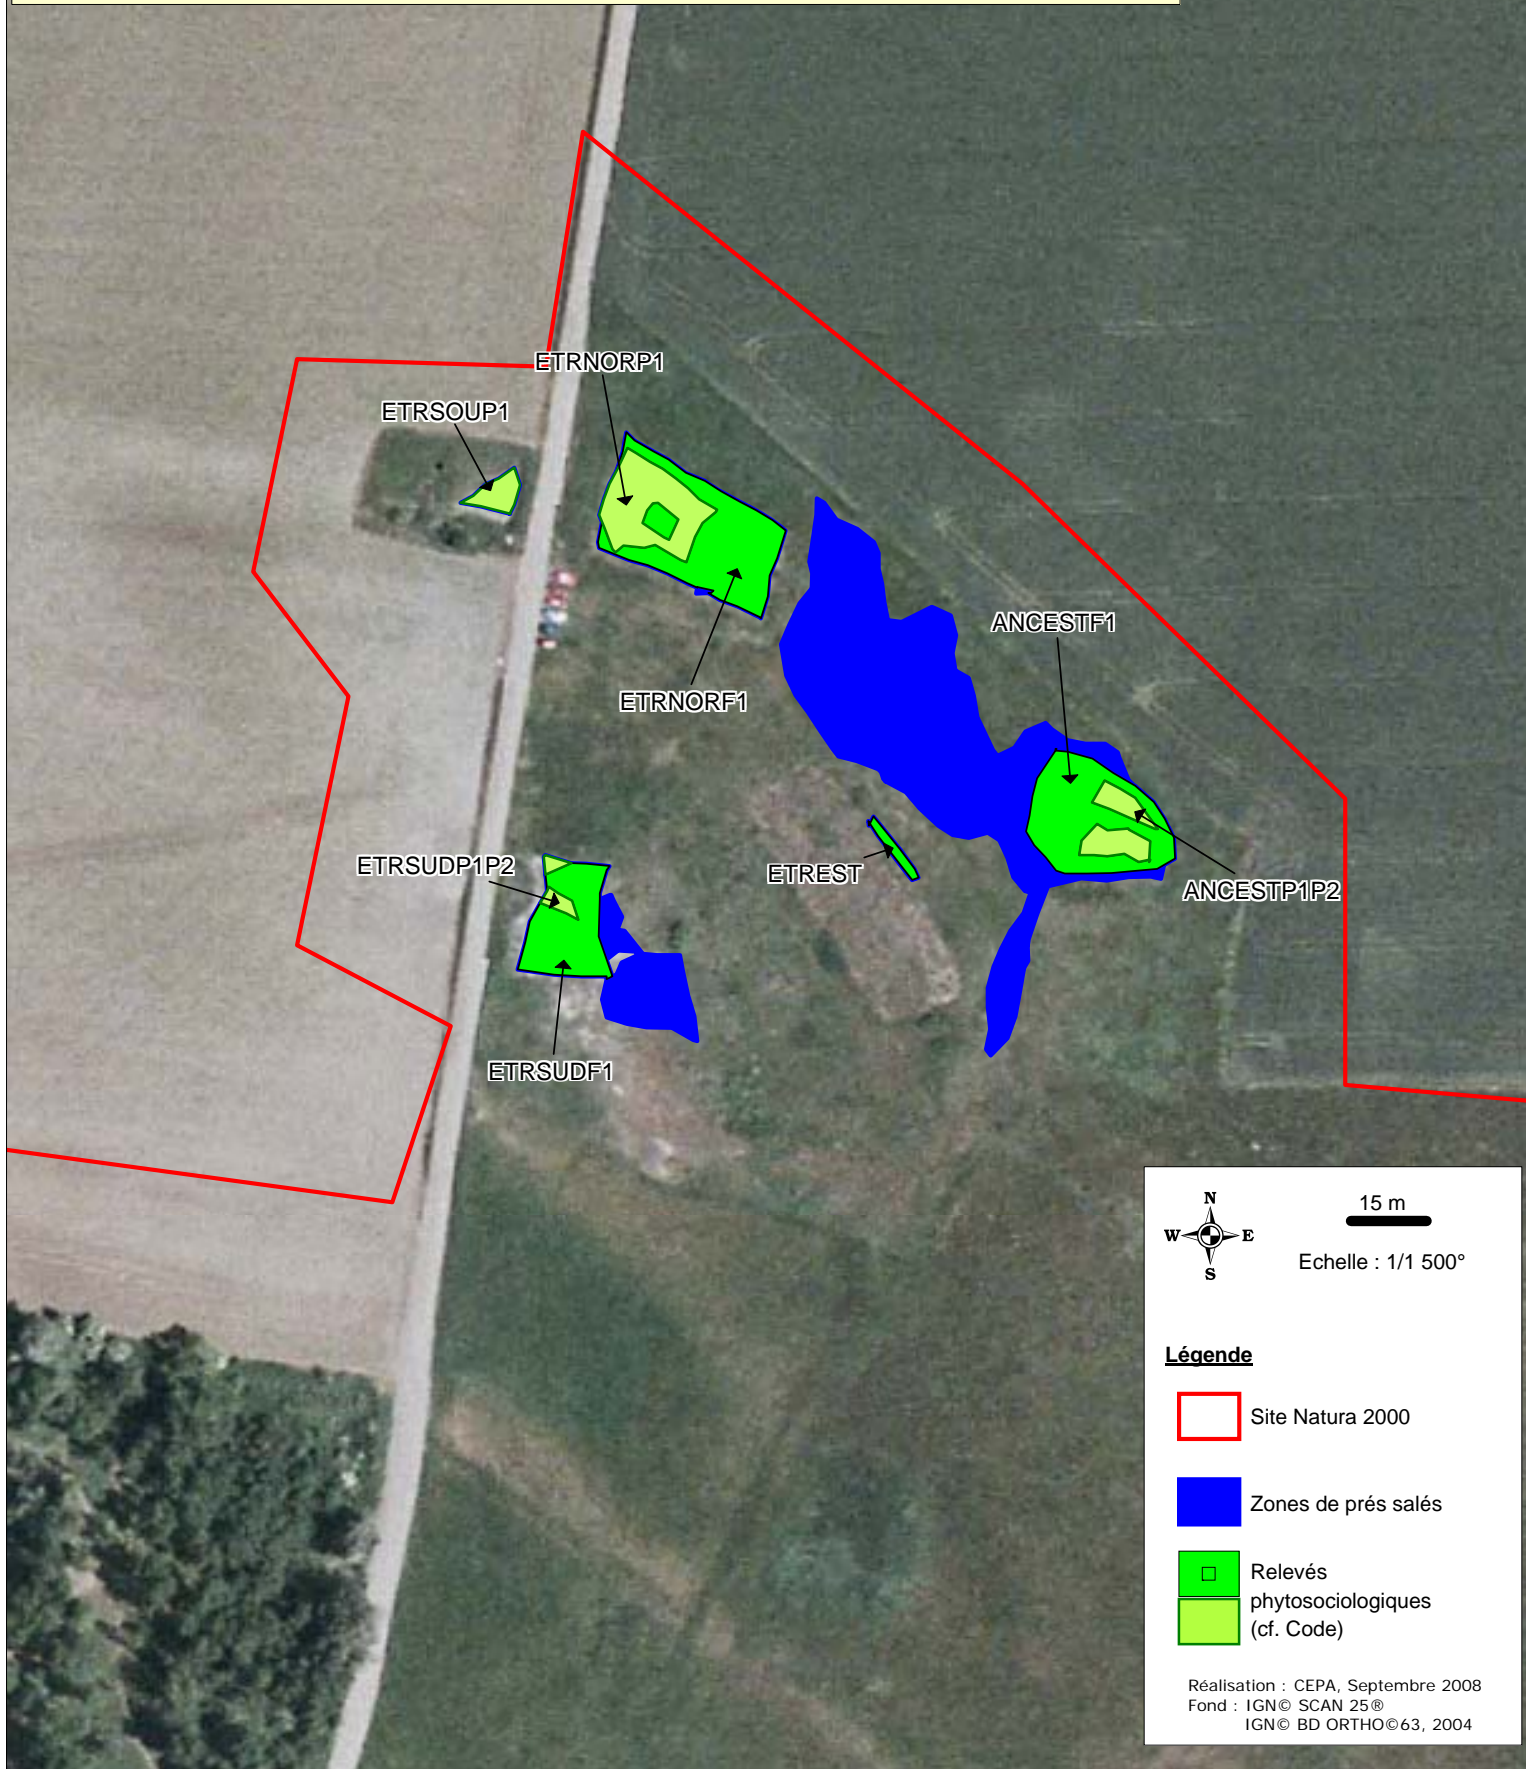 ETRNORP1
ETRSOUP1
ANCESTF1
ETRNORF1
ETRSUDP1P2
ETREST
ANCESTP1P2
ETRSUDF1
N
W E
S
15 m
Echelle : 1/1 500°
Légende
Site Natura 2000
Zones de prés salés
Relevés
phytosociologiques
(cf. Code)
Réalisation : CEPA, Septembre 2008
Fond : IGN© SCAN 25®
IGN© BD ORTHO©63, 2004